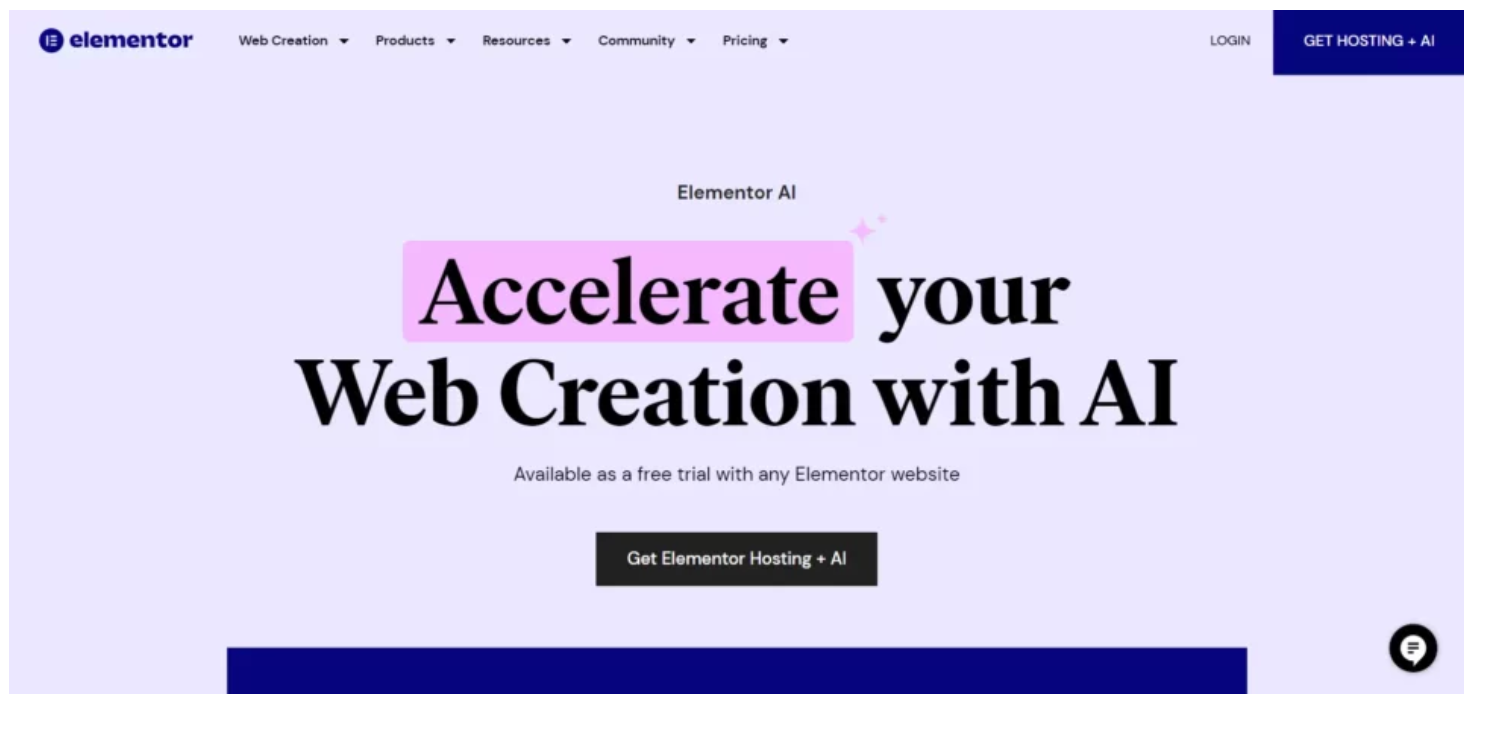 elementor Web Creation Products Resources Community Pricing LOGIN GET HOSTING + AI
Elementor AI
Accelerate your
Web Creation with AI
Available as a free trial with any Elementor website
Get Elementor Hosting + AI